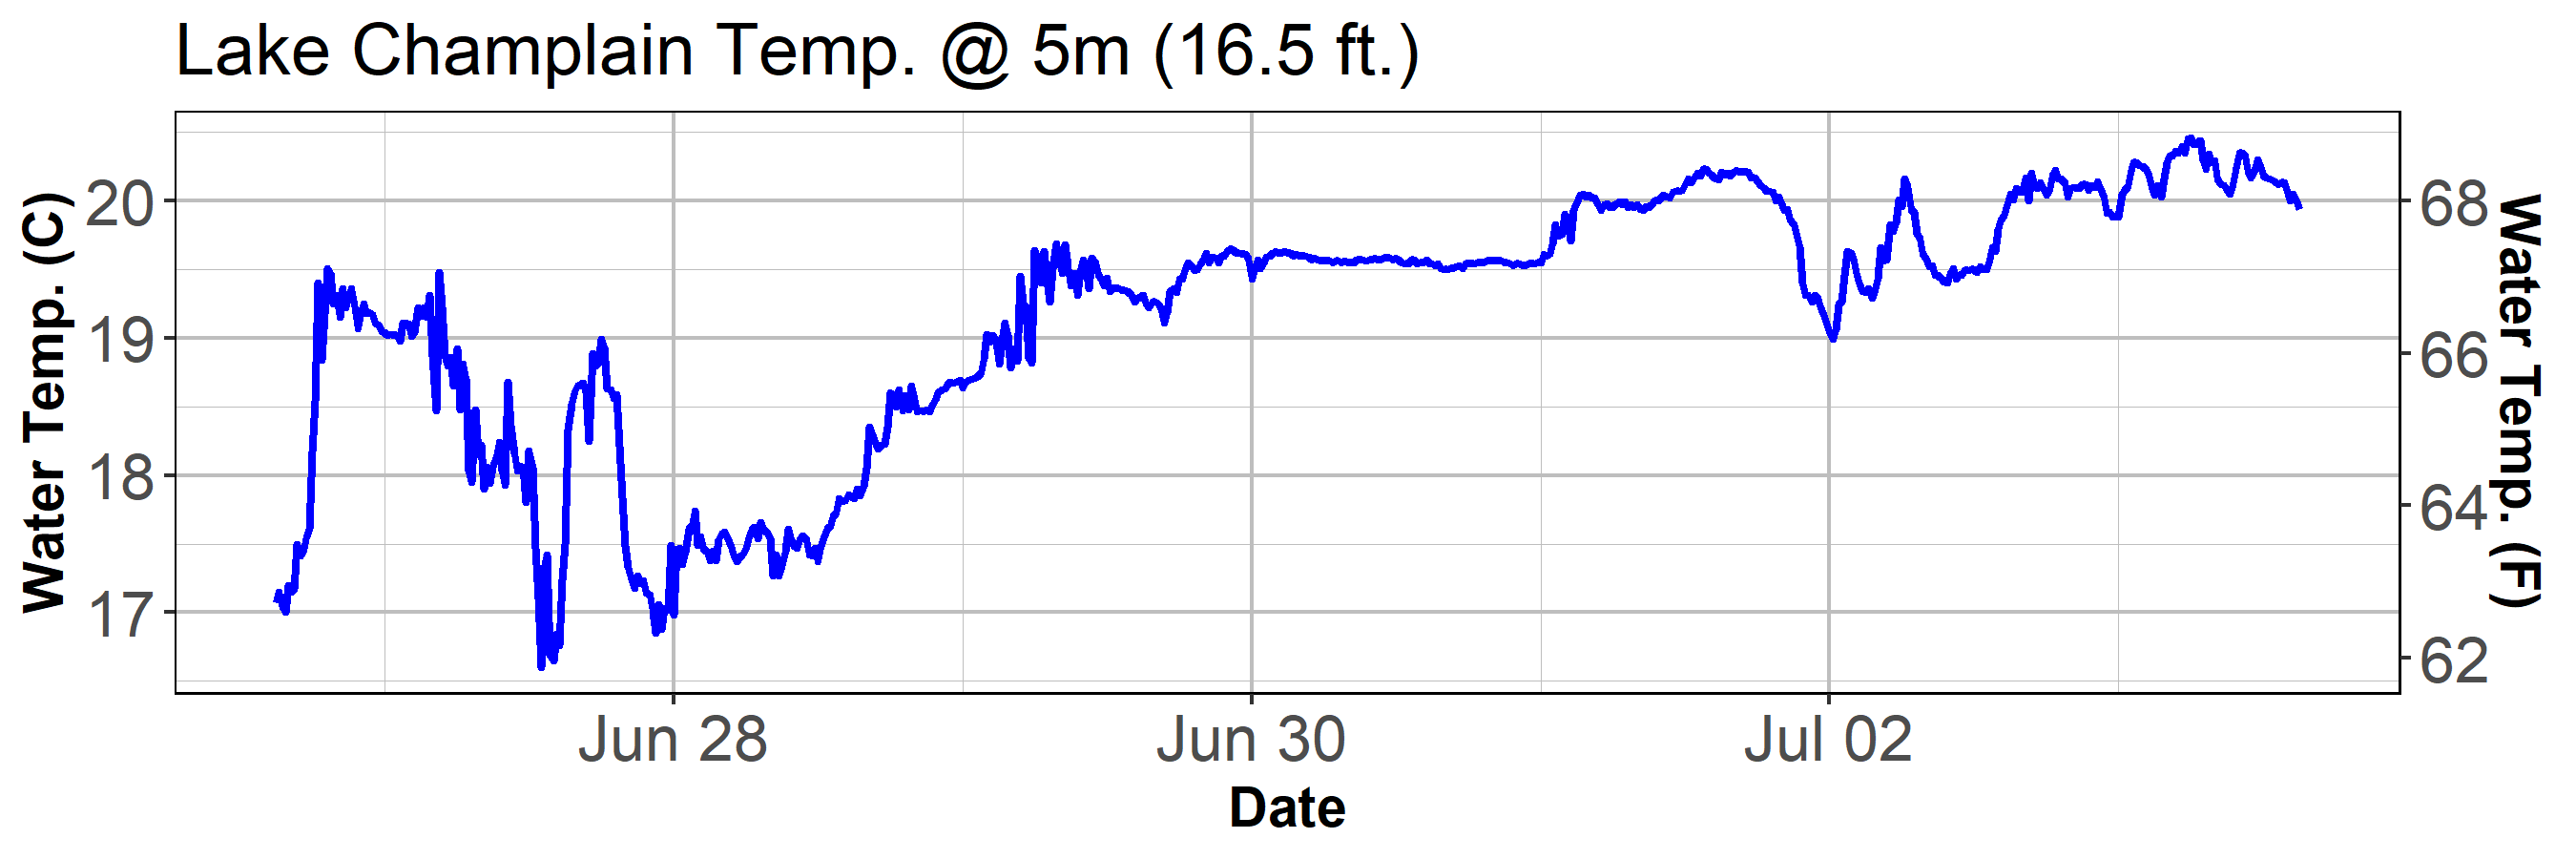 Lake Champlain Temp. @ 5m (16.5 ft.)
Water Temp. (C)
20
19
18
17
68
66
64
62
Water Temp. (F)
Jun 28
Jun 30
Jul 02
Date